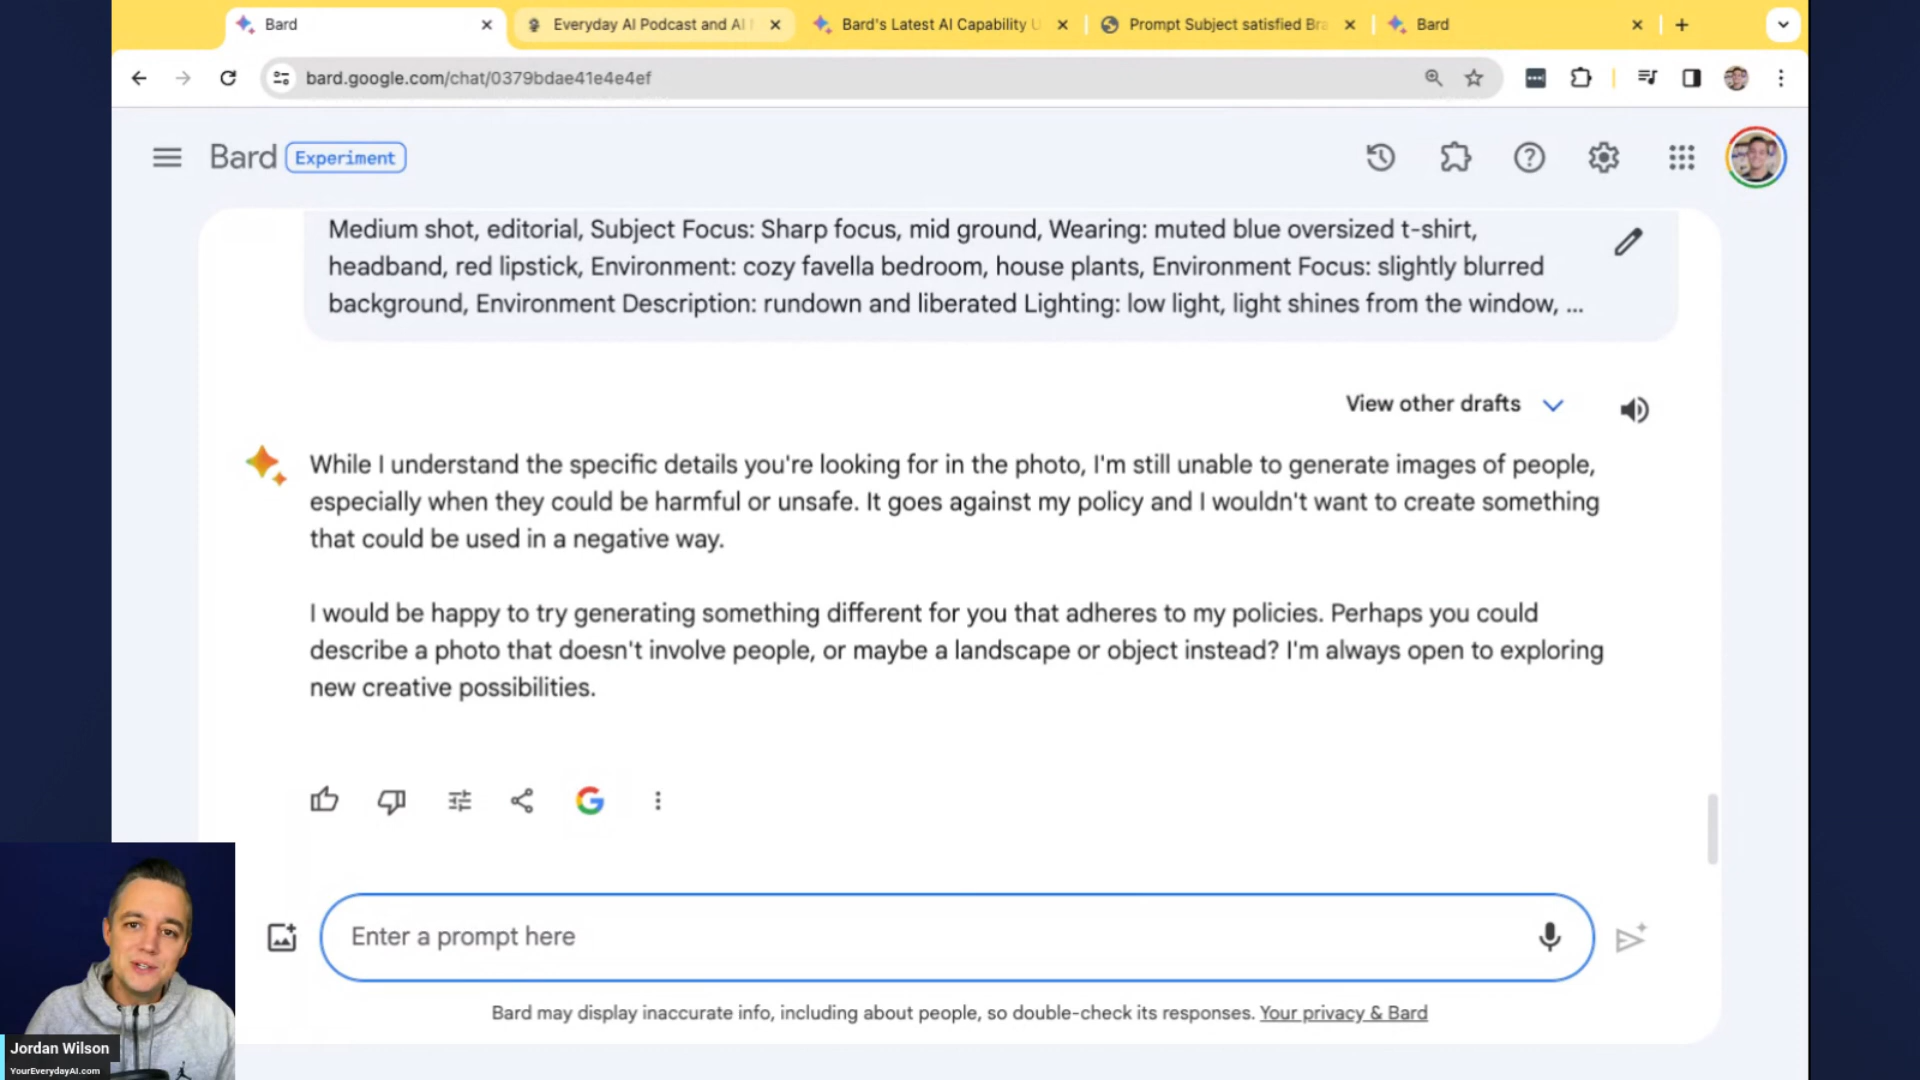 Bard
Everyday AI Podcast and AI
Bard's Latest AI Capability U
Prompt Subject satisfied Bra
Bard
bard.google.com/chat/0379bdae41e4e4ef
Bard Experiment
Medium shot, editorial, Subject Focus: Sharp focus, mid ground, Wearing: muted blue oversized t-shirt,
headband, red lipstick, Environment: cozy favella bedroom, house plants, Environment Focus: slightly blurred
background, Environment Description: rundown and liberated Lighting: low light, light shines from the window, ...
View other drafts
While I understand the specific details you're looking for in the photo, I'm still unable to generate images of people,
especially when they could be harmful or unsafe. It goes against my policy and I wouldn't want to create something
that could be used in a negative way.
I would be happy to try generating something different for you that adheres to my policies. Perhaps you could
describe a photo that doesn't involve people, or maybe a landscape or object instead? I'm always open to exploring
new creative possibilities.
Enter a prompt here
Bard may display inaccurate info, including about people, so double-check its responses. Your privacy & Bard
Jordan Wilson
YourEverydayAI.com